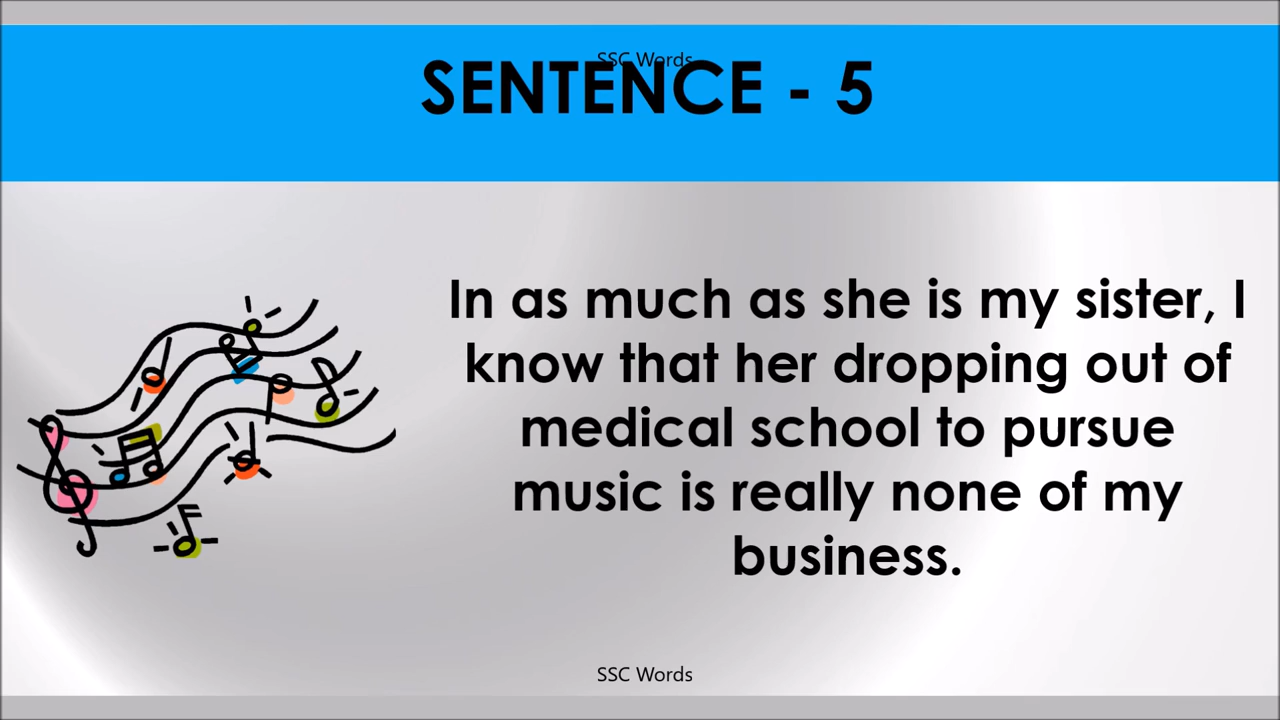 SSC Words
SENTENCE - 5
In as much as she is my sister, I
know that her dropping out of
medical school to pursue
music is really none of my
business.
SSC Words